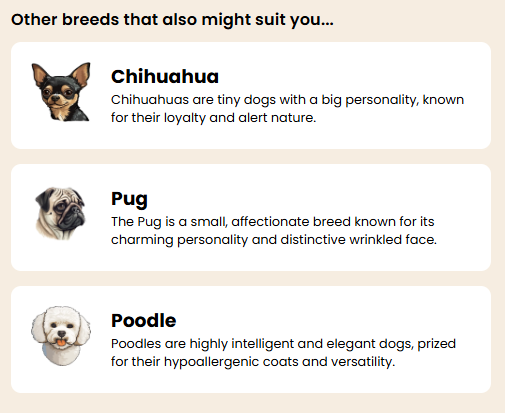 Other breeds that also might suit you...
Chihuahua
Chihuahuas are tiny dogs with a big personality, known
for their loyalty and alert nature.
Pug
The Pug is a small, affectionate breed known for its
charming personality and distinctive wrinkled face.
Poodle
Poodles are highly intelligent and elegant dogs, prized
for their hypoallergenic coats and versatility.